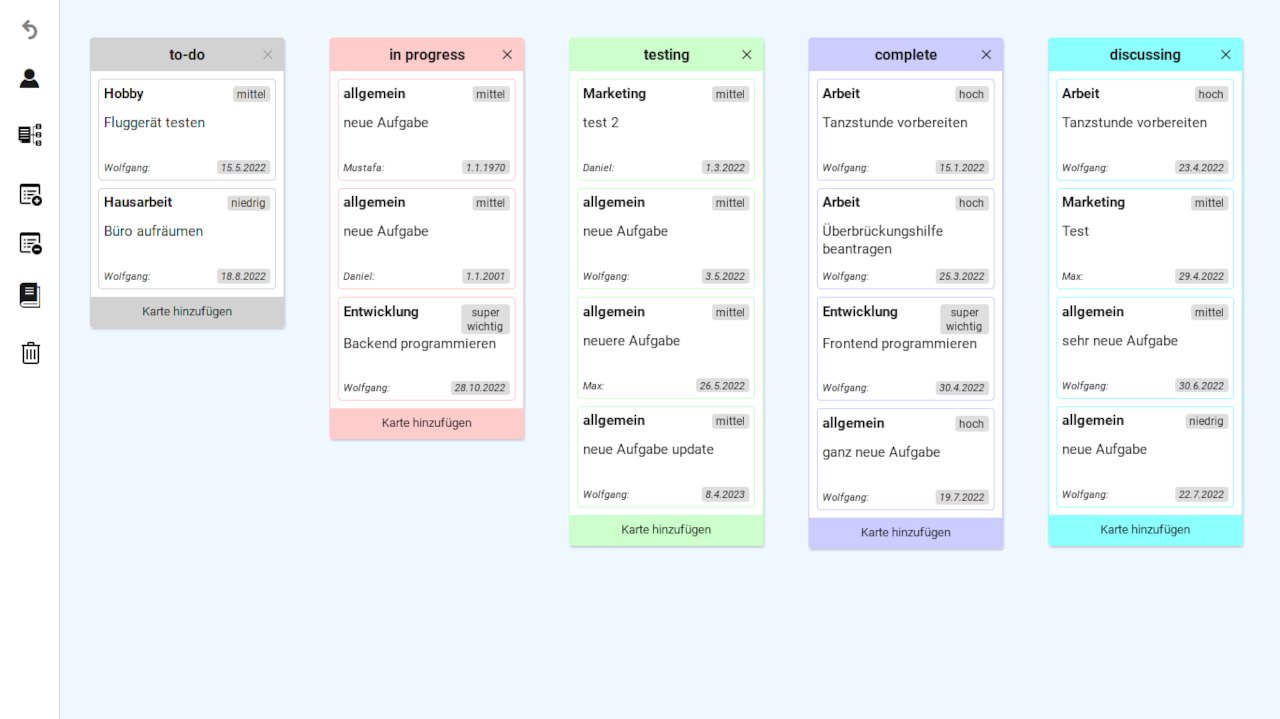 to-do
Hobby
mittel
Fluggerät testen
Wolfgang:
15.5.2022
Hausarbeit
niedrig
Büro aufräumen
Wolfgang:
18.8.2022
Karte hinzufügen
in progress
allgemein
mittel
neue Aufgabe
Mustafa:
1.1.1970
allgemein
mittel
neue Aufgabe
Daniel:
1.1.2001
Entwicklung
super
wichtig
Backend programmieren
Wolfgang:
28.10.2022
Karte hinzufügen
testing
Marketing
mittel
test 2
Daniel:
1.3.2022
allgemein
mittel
neue Aufgabe
Wolfgang:
3.5.2022
allgemein
mittel
neuere Aufgabe
Max:
26.5.2022
allgemein
mittel
neue Aufgabe update
Wolfgang:
8.4.2023
Karte hinzufügen
complete
Arbeit
hoch
Tanzstunde vorbereiten
Wolfgang:
15.1.2022
Arbeit
hoch
Überbrückungshilfe
beantragen
Wolfgang:
25.3.2022
Entwicklung
super
wichtig
Frontend programmieren
Wolfgang:
30.4.2022
allgemein
hoch
ganz neue Aufgabe
Wolfgang:
19.7.2022
Karte hinzufügen
discussing
Arbeit
hoch
Tanzstunde vorbereiten
Wolfgang:
23.4.2022
Marketing
mittel
Test
Max:
29.4.2022
allgemein
mittel
sehr neue Aufgabe
Wolfgang:
30.6.2022
allgemein
niedrig
neue Aufgabe
Wolfgang:
22.7.2022
Karte hinzufügen